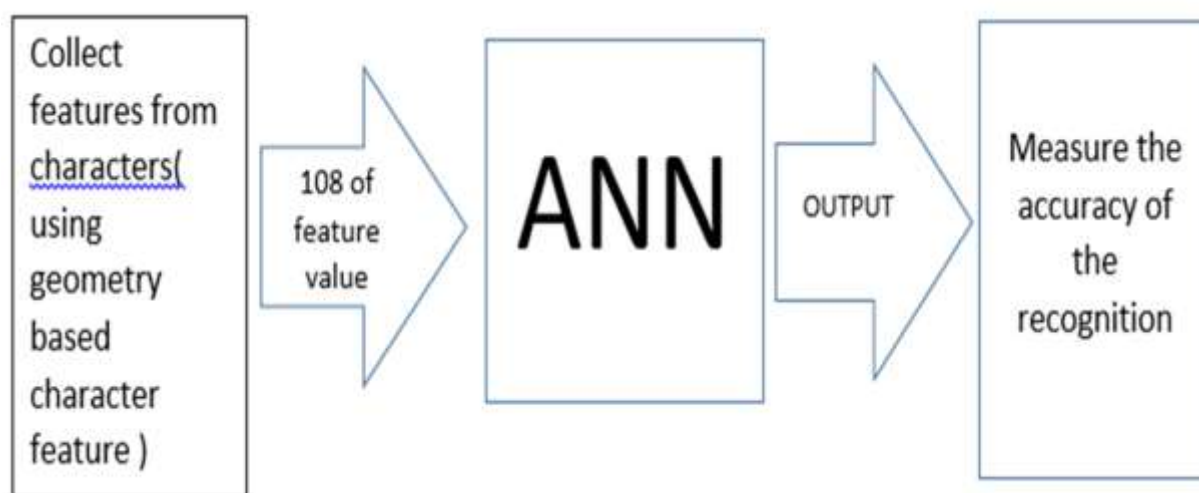 Collect
features from
characters(
using
geometry
based
character
feature )
108 of
feature
value
ANN
OUTPUT
Measure the
accuracy of
the
recognition